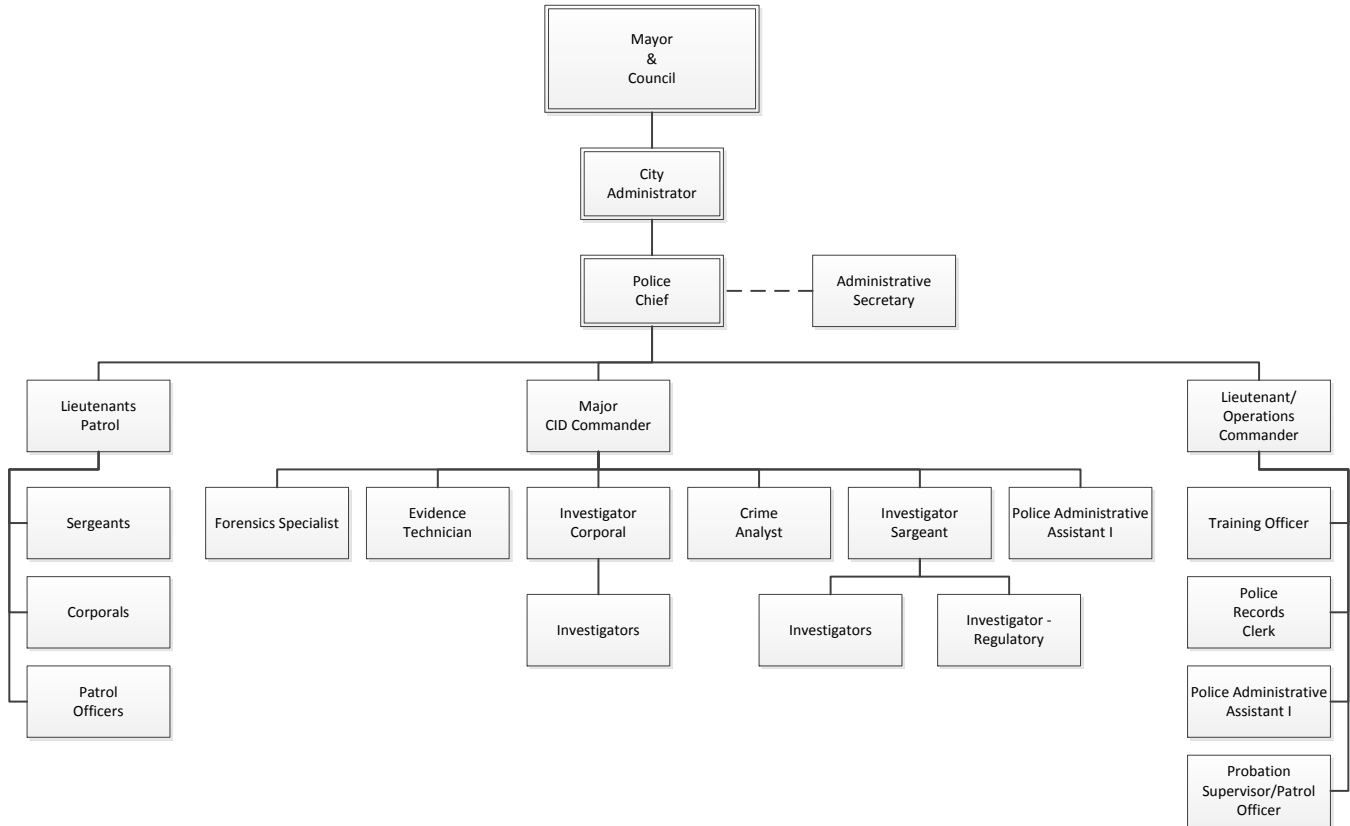 Mayor
&
Council
City
Administrator
Police
Chief
Administrative
Secretary
Lieutenants
Patrol
Major
CID Commander
Lieutenant/
Operations
Commander
Sergeants
Forensics Specialist
Evidence
Technician
Investigator
Corporal
Crime
Analyst
Investigator
Sargeant
Police Administrative
Assistant I
Training Officer
Corporals
Investigators
Investigators
Investigator -
Regulatory
Police
Records
Clerk
Patrol
Officers
Police Administrative
Assistant I
Probation
Supervisor/Patrol
Officer